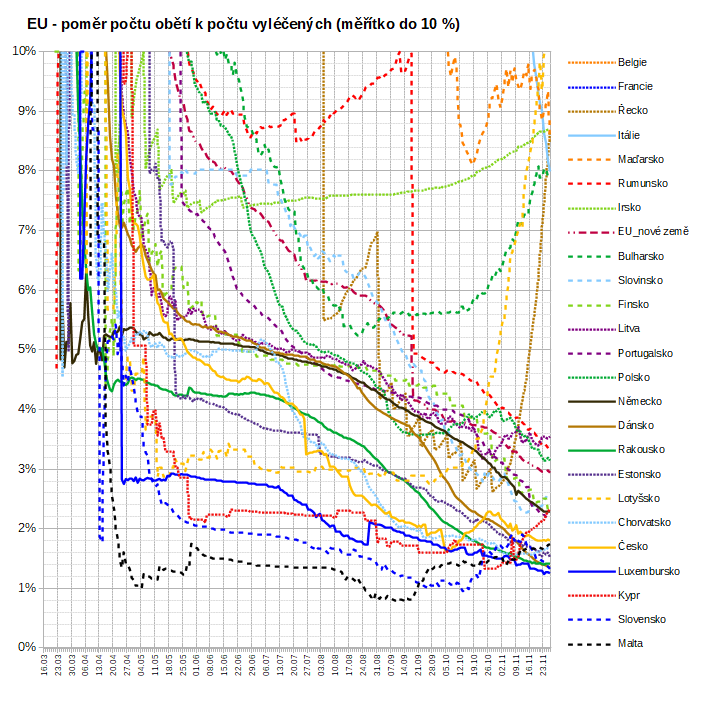 EU - poměr počtu obětí k počtu vyléčených (měřítko do 10 %)
10%
9%
8%
7%
6%
5%
4%
3%
2%
1%
0%
16.03
23.03
30.03
06.04
13.04
20.04
27.04
04.05
11.05
18.05
25.05
01.06
08.06
15.06
22.06
29.06
06.07
13.07
20.07
27.07
03.08
10.08
17.08
24.08
31.08
07.09
14.09
21.09
28.09
05.10
12.10
19.10
26.10
02.11
09.11
16.11
23.11
Belgie
Francie
Řecko
Itálie
Maďarsko
Rumunsko
Irsko
EU_nové země
Bulharsko
Slovinsko
Finsko
Litva
Portugalsko
Polsko
Německo
Dánsko
Rakousko
Estonsko
Lotyšsko
Chorvatsko
Česko
Luxembursko
Kypr
Slovensko
Malta